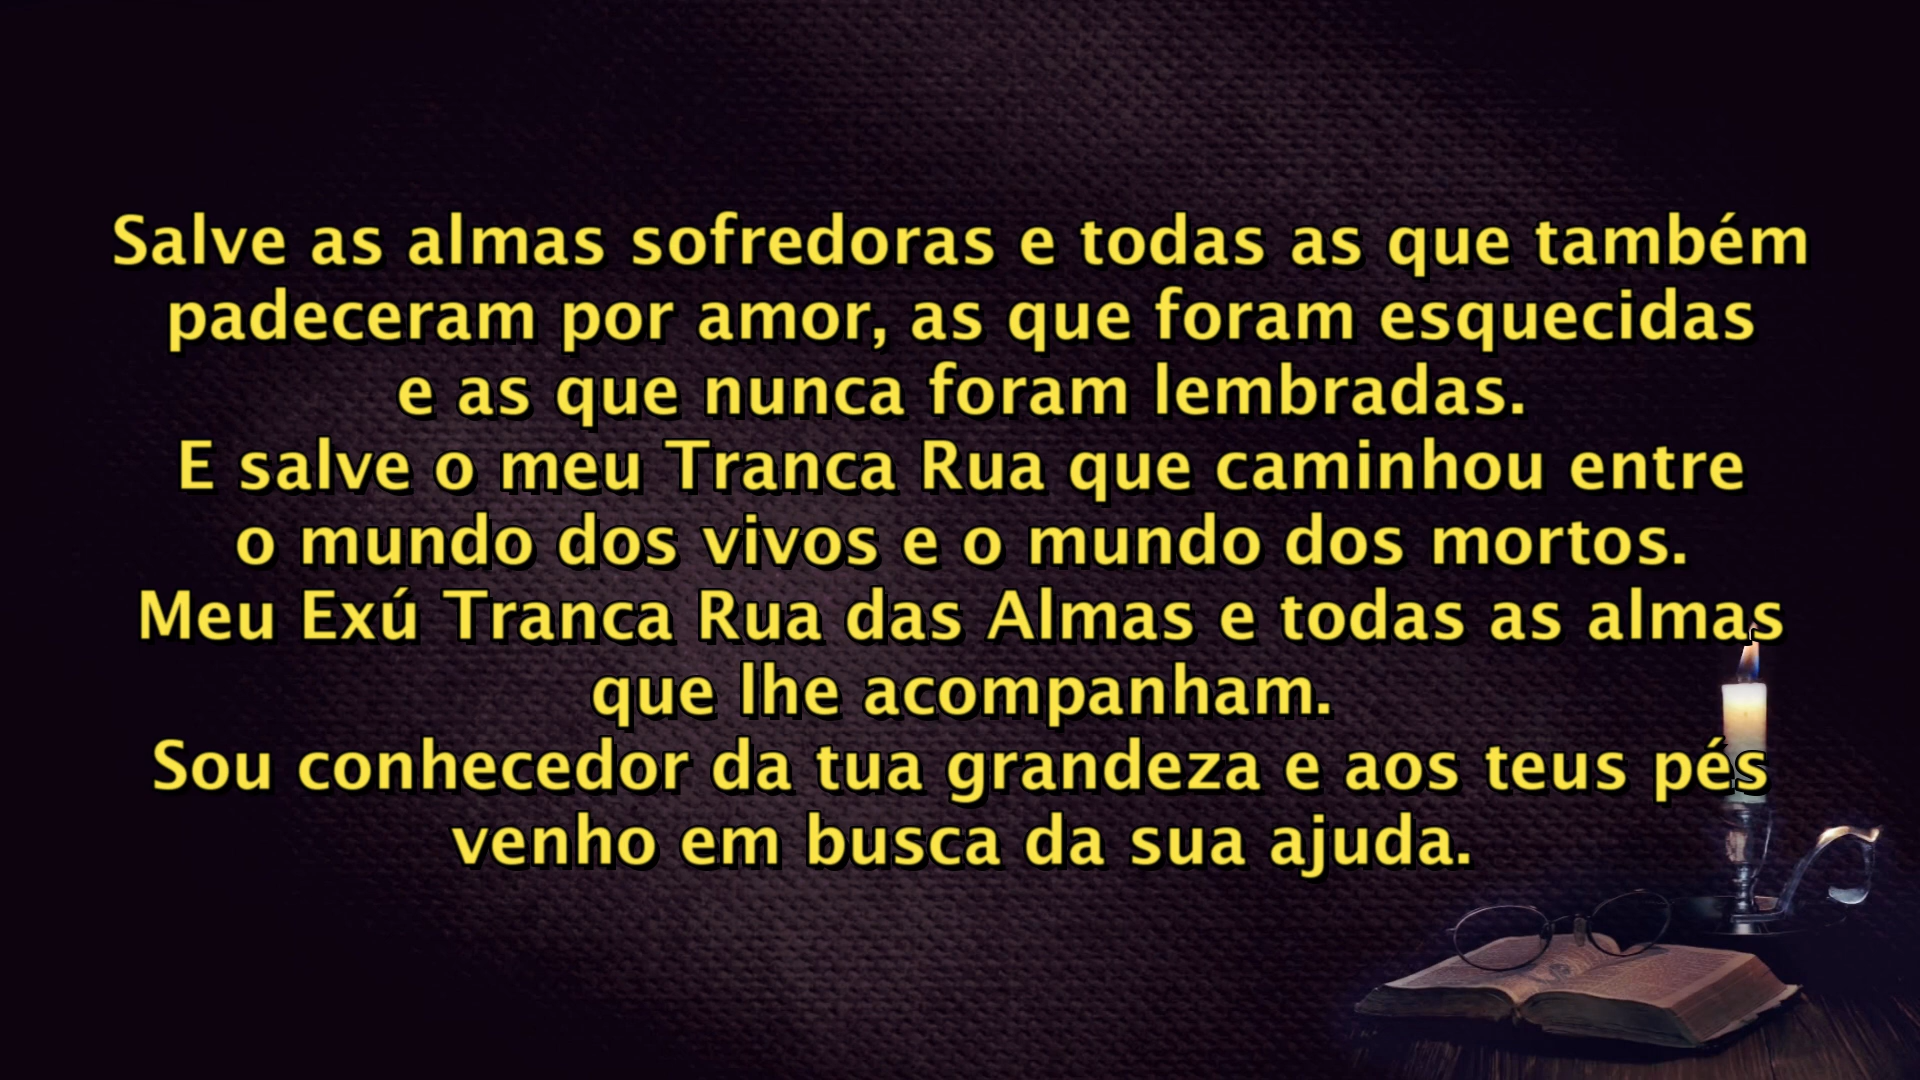 Salve as almas sofredoras e todas as que também
padeceram por amor, as que foram esquecidas
e as que nunca foram lembradas.
E salve o meu Tranca Rua que caminhou entre
o mundo dos vivos e o mundo dos mortos.
Meu Exú Tranca Rua das Almas e todas as almas
que lhe acompanham.
Sou conhecedor da tua grandeza e aos teus pés
venho em busca da sua ajuda.